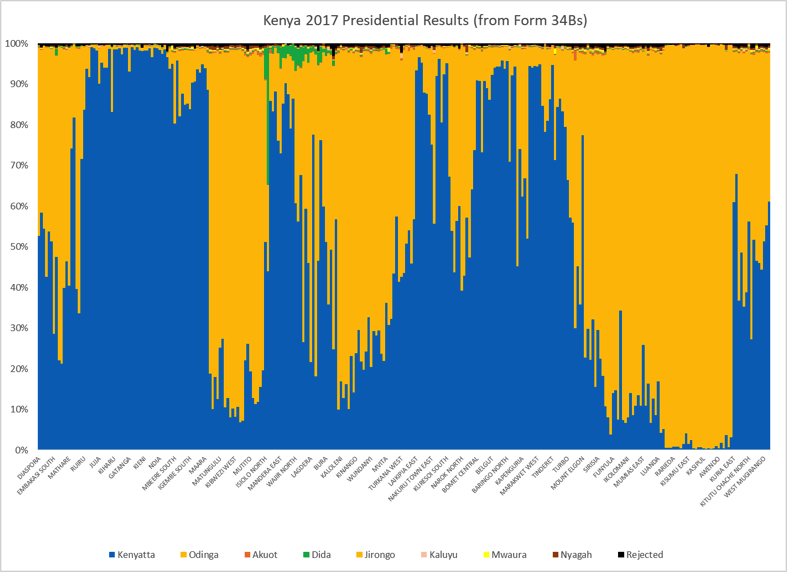 Kenya 2017 Presidential Results (from Form 34Bs)
100%
90%
80%
70%
60%
50%
40%
30%
20%
10%
0%
DIASPORA
EMBAKASI SOUTH
MATHARE
RUIRU
JUJA
KIHARU
GATANGA
KIENI
NDIA
MBEERE SOUTH
IGEMBE SOUTH
MAARA
MATUNGULU
KIBWEZI WEST
MUTITO
ISIOLO NORTH
MANDERA EAST
WAJIR NORTH
LAGDERA
BURA
KALOLENI
KINANGO
WUNDANYI
MVITA
TURKANA WEST
LAIKIPIA EAST
NAKURU TOWN EAST
KURESOI SOUTH
NAROK NORTH
BOMET CENTRAL
BELGUT
BARINGO NORTH
KAPENGURIA
MARAKWET WEST
TINDERET
TURBO
MOUNT ELGON
SIRISIA
FUNYULA
IKOLOMANI
MUMIAS EAST
LUANDA
RARIEDA
KISUMU EAST
KASIPUL
AWENDO
KURIA EAST
KITUTU CHACHE NORTH
WEST MUGIRANGO
Kenyatta Odinga Akuot Dida Jirongo Kaluyu Mwaura Nyagah Rejected